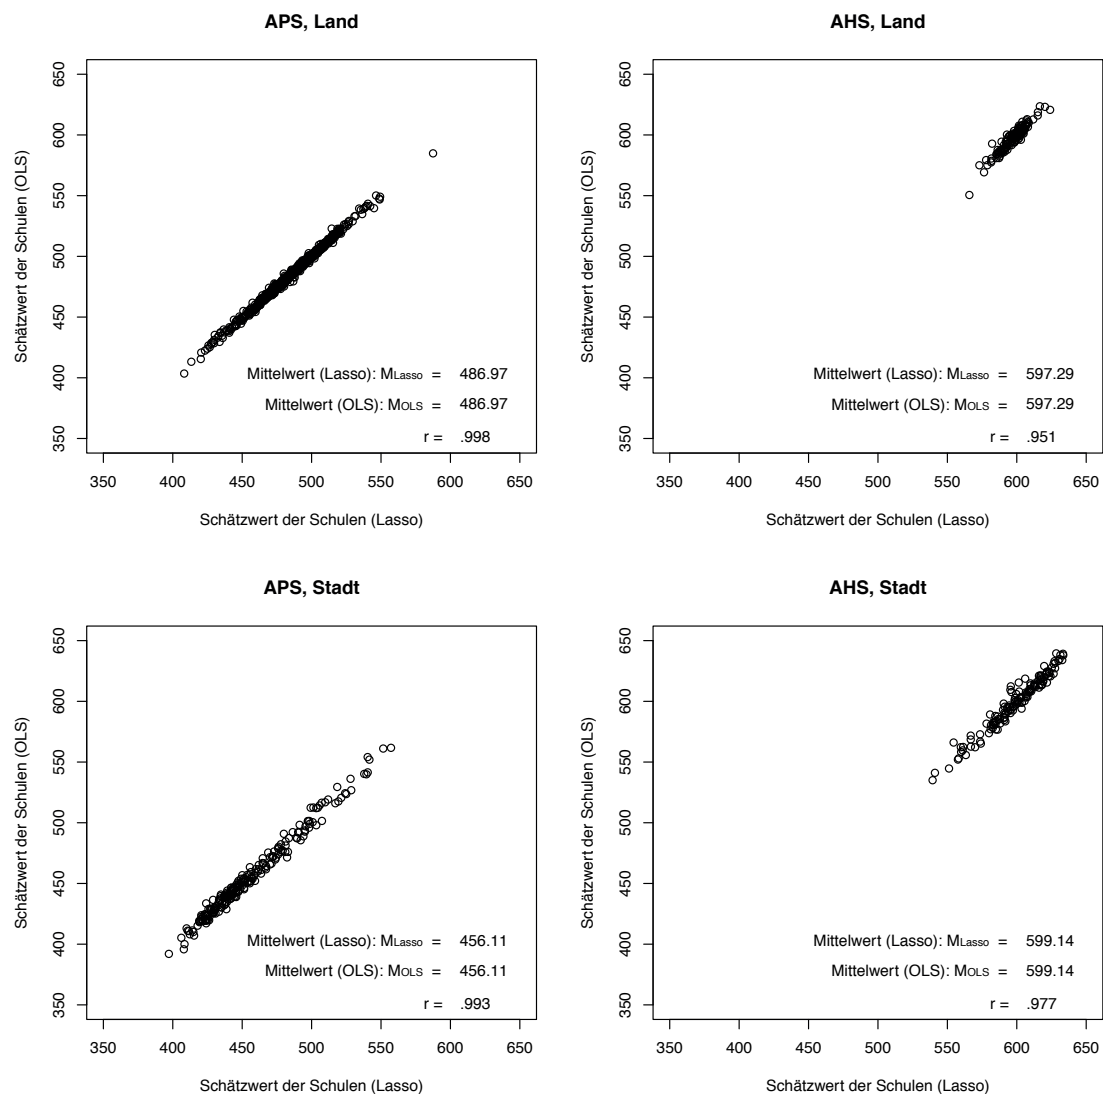 APS, Land
650
600
550
500
450
400
350
Schätzwert der Schulen (OLS)
Mittelwert (Lasso): MLasso = 486.97
Mittelwert (OLS): MOLS = 486.97
r = .998
350 400 450 500 550 600 650
Schätzwert der Schulen (Lasso)
AHS, Land
650
600
550
500
450
400
350
Schätzwert der Schulen (OLS)
Mittelwert (Lasso): MLasso = 597.29
Mittelwert (OLS): MOLS = 597.29
r = .951
350 400 450 500 550 600 650
Schätzwert der Schulen (Lasso)
APS, Stadt
650
600
550
500
450
400
350
Schätzwert der Schulen (OLS)
Mittelwert (Lasso): MLasso = 456.11
Mittelwert (OLS): MOLS = 456.11
r = .993
350 400 450 500 550 600 650
Schätzwert der Schulen (Lasso)
AHS, Stadt
650
600
550
500
450
400
350
Schätzwert der Schulen (OLS)
Mittelwert (Lasso): MLasso = 599.14
Mittelwert (OLS): MOLS = 599.14
r = .977
350 400 450 500 550 600 650
Schätzwert der Schulen (Lasso)